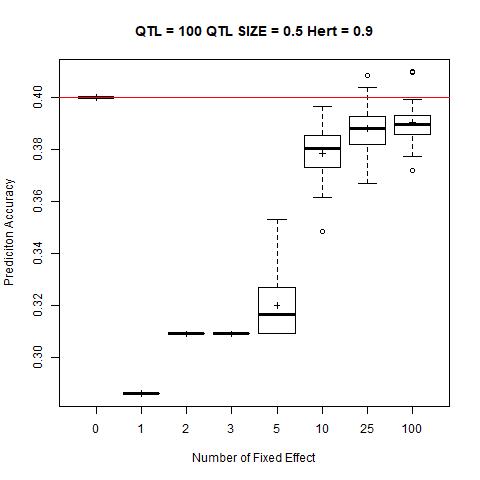 QTL = 100 QTL SIZE = 0.5 Hert = 0.9
Prediciton Accuracy
0.40
0.38
0.36
0.34
0.32
0.30
0 1 2 3 5 10 25 100
Number of Fixed Effect